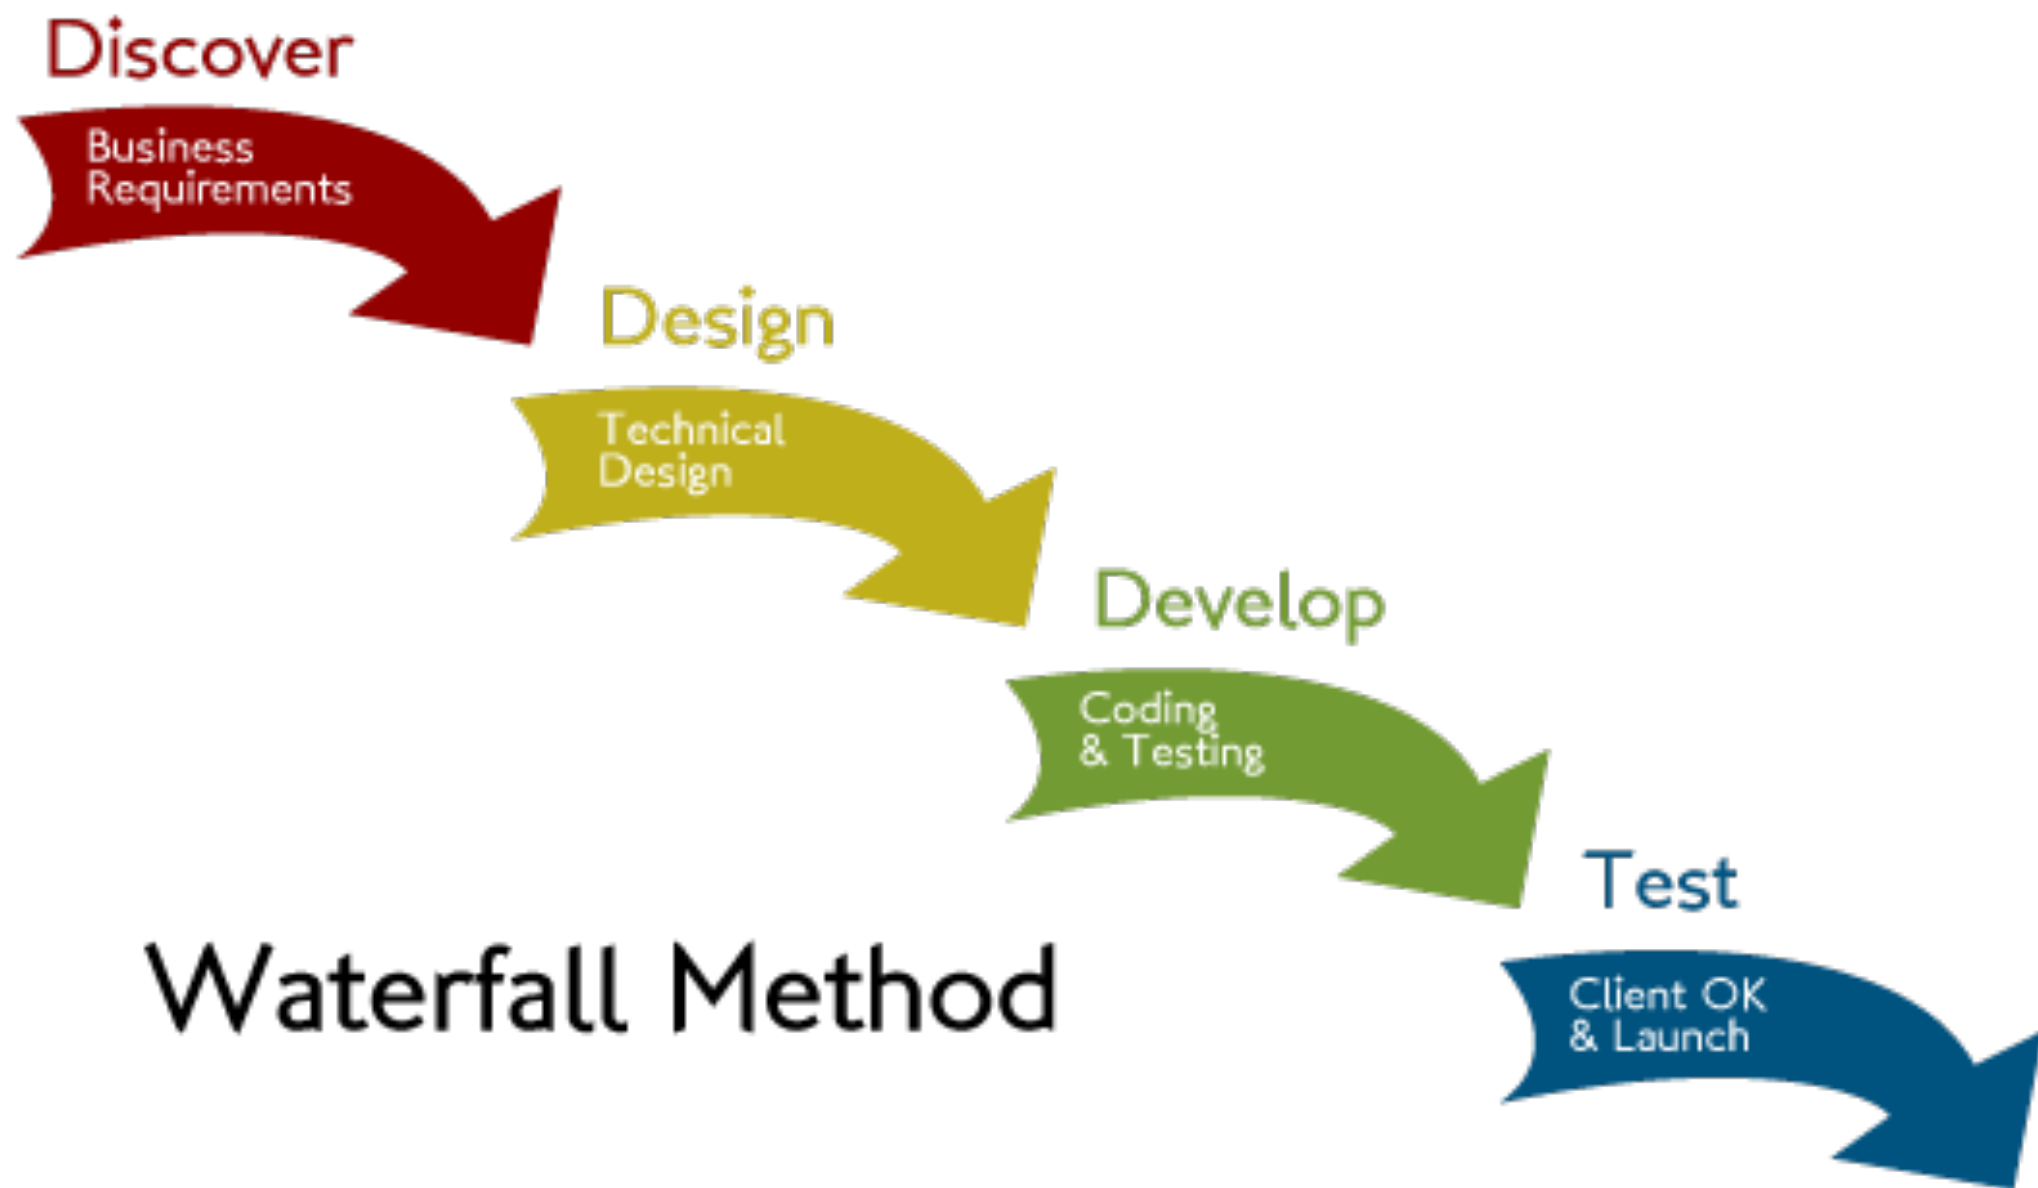 Discover
Business
Requirements
Design
Technical
Design
Develop
Coding
& Testing
Test
Client OK
& Launch
Waterfall Method